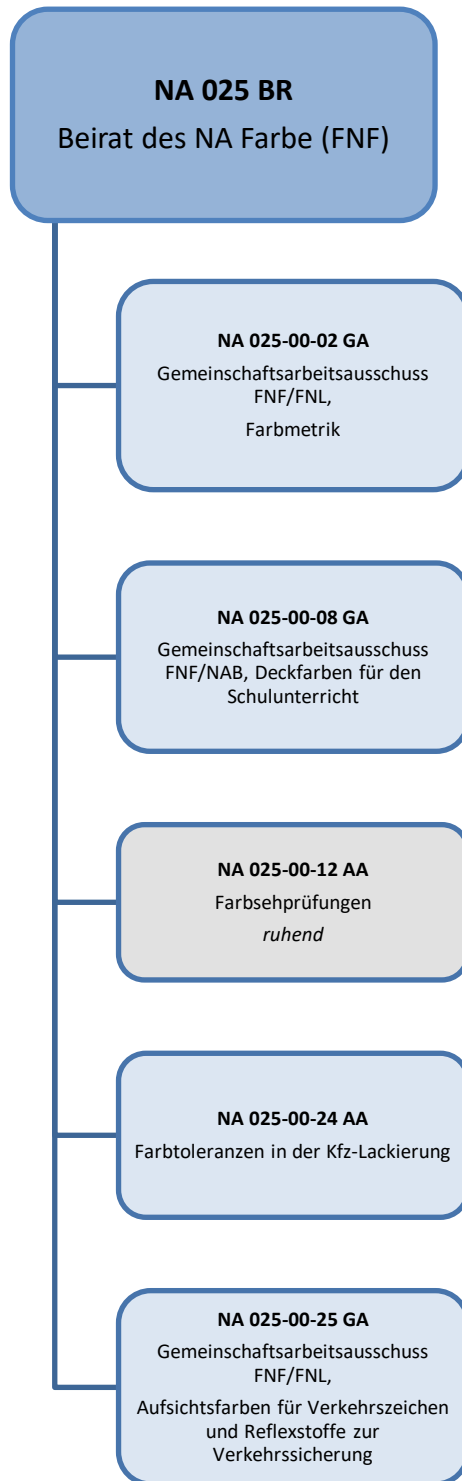 NA 025 BR
Beirat des NA Farbe (FNF)
NA 025-00-02 GA
Gemeinschaftsarbeitsausschuss
FNF/FNL,
Farbmetrik
NA 025-00-08 GA
Gemeinschaftsarbeitsausschuss
FNF/NAB, Deckfarben für den
Schulunterricht
NA 025-00-12 AA
Farbsehprüfungen
ruhend
NA 025-00-24 AA
Farbtoleranzen in der Kfz-Lackierung
NA 025-00-25 GA
Gemeinschaftsarbeitsausschuss
FNF/FNL,
Aufsichtsfarben für Verkehrszeichen
und Reflexstoffe zur
Verkehrssicherung